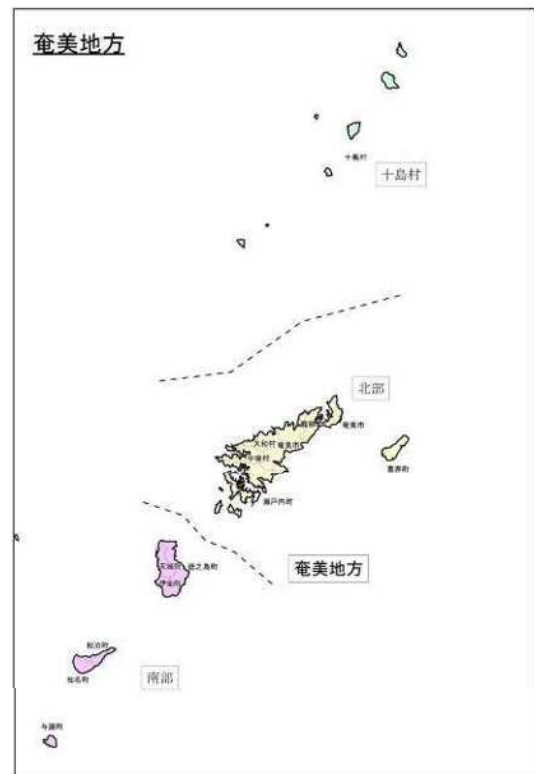 奄美地方
十島村
十島村
北部
龍郷町
奄美市
大和村
奄美市
宇検村
喜界町
瀬戸内町
奄美地方
天城町
徳之島町
伊仙町
和泊町
知名町
南部
与論町